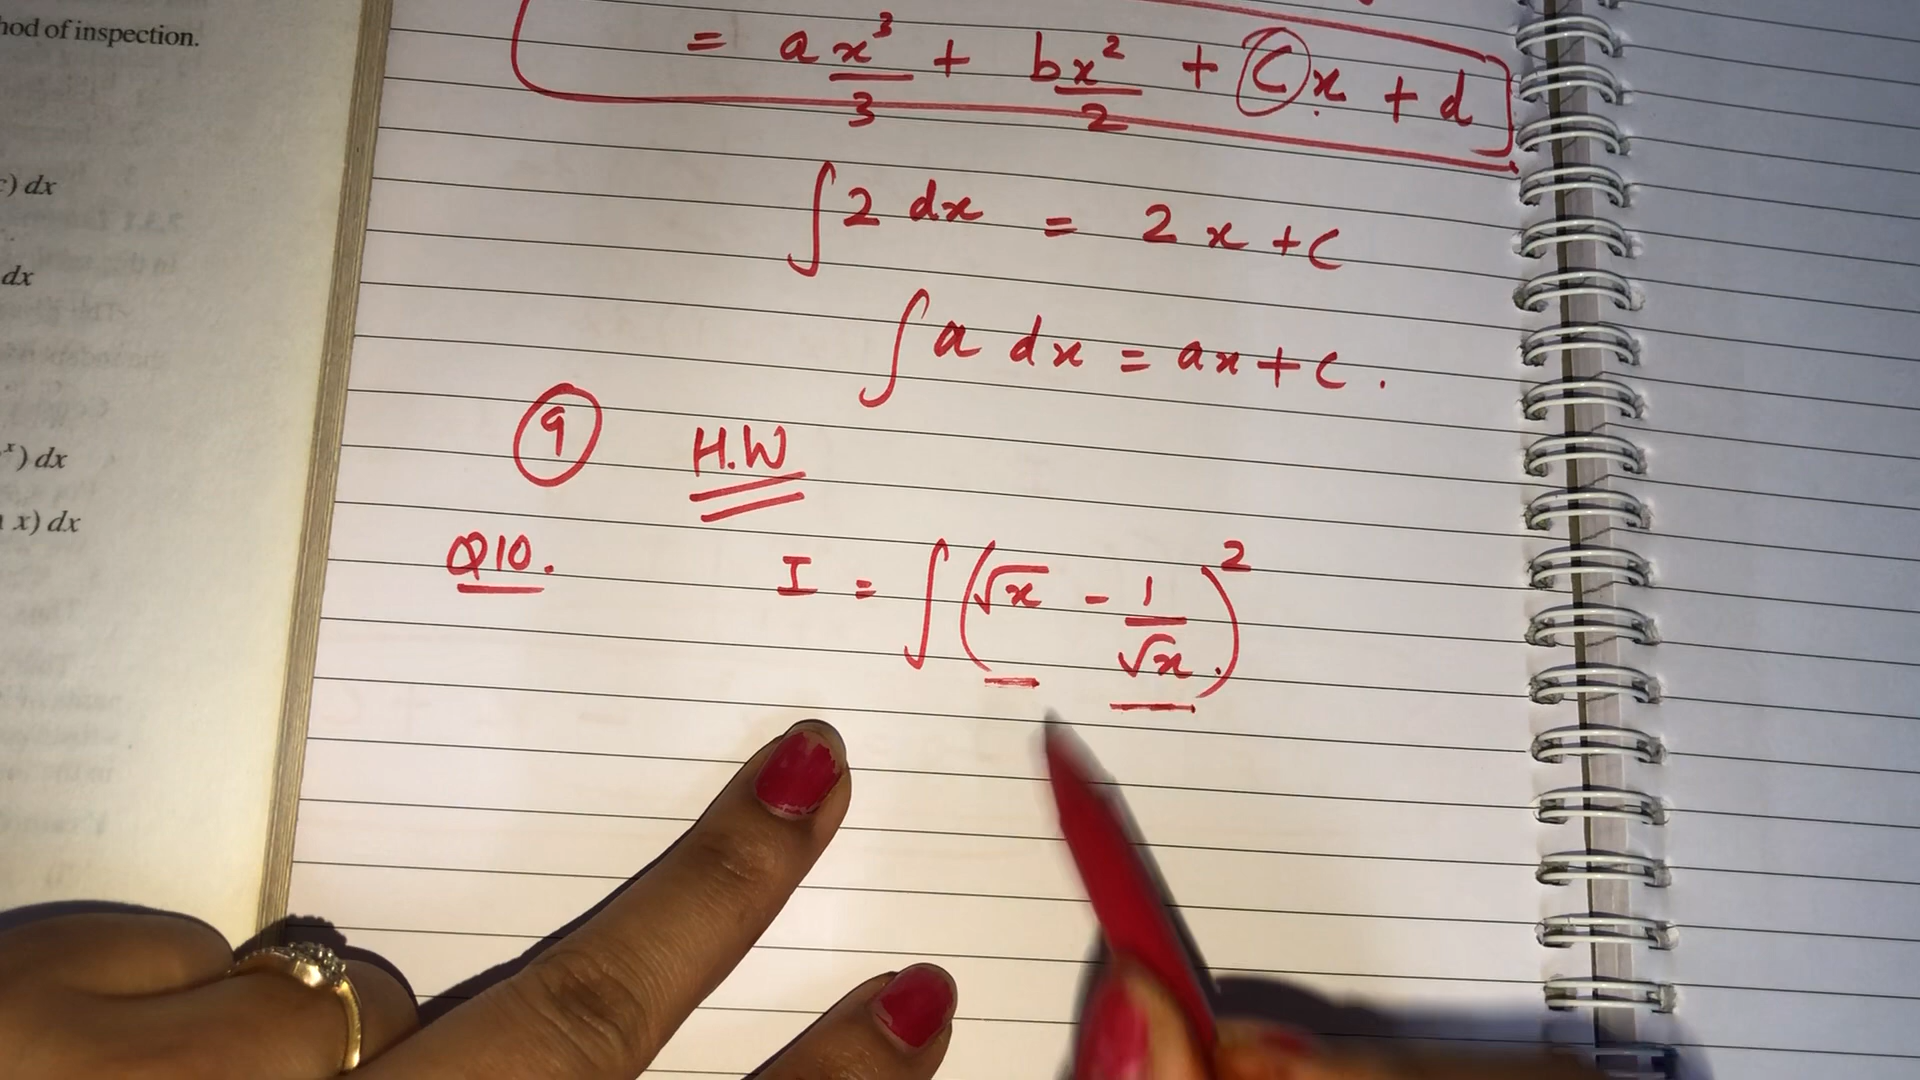 hod of inspection.
c) dx
dx
x) dx
x) dx
= ax³/3 + bx²/2 + Cx + d
∫2 dx = 2x + C
∫a dx = ax + C.
9 H.W
Q10. I = ∫(√x - 1/√x)²